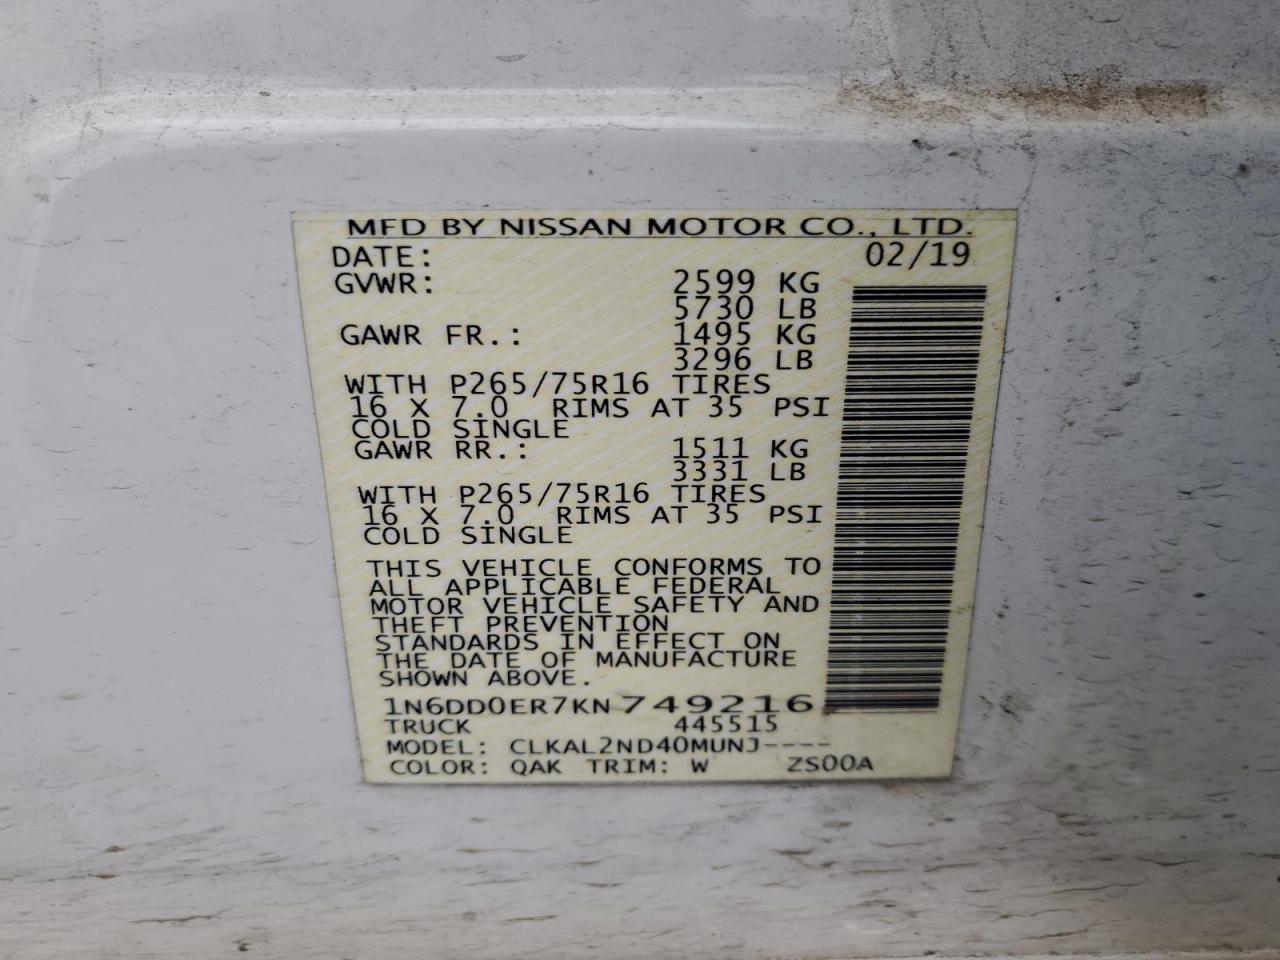 MFD BY NISSAN MOTOR CO., LTD.
DATE: 02/19
GVWR: 2599 KG
5730 LB
GAWR FR.: 1495 KG
3296 LB
WITH P265/75R16 TIRES
16 X 7.0 RIMS AT 35 PSI
COLD SINGLE
GAWR RR.: 1511 KG
3331 LB
WITH P265/75R16 TIRES
16 X 7.0 RIMS AT 35 PSI
COLD SINGLE
THIS VEHICLE CONFORMS TO
ALL APPLICABLE FEDERAL
MOTOR VEHICLE SAFETY AND
THEFT PREVENTION
STANDARDS IN EFFECT ON
THE DATE OF MANUFACTURE
SHOWN ABOVE.
1N6DD0ER7KN749216
TRUCK 445515
MODEL: CLKAL2ND40MUNJ----
COLOR: QAK TRIM: W ZS00A